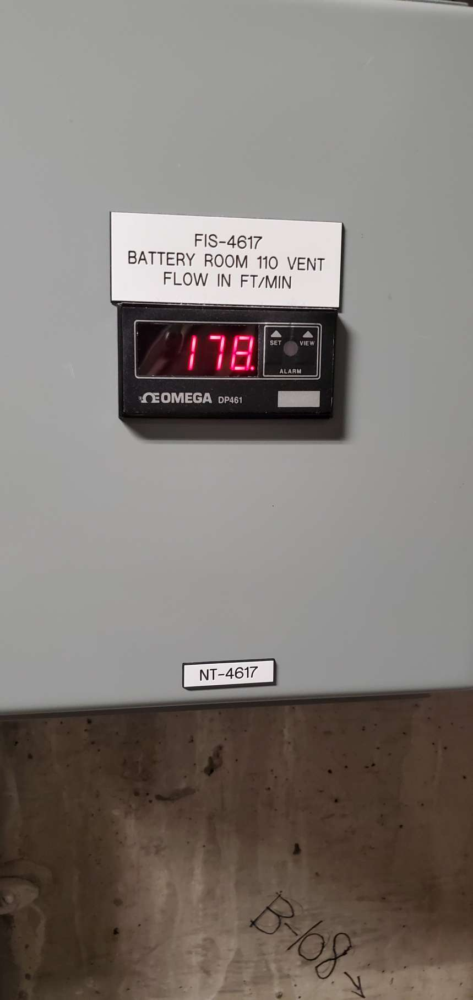 FIS-4617
BATTERY ROOM 110 VENT
FLOW IN FT/MIN
178.
SET VIEW
ALARM
ΩE OMEGA DP461
NT-4617
B-108